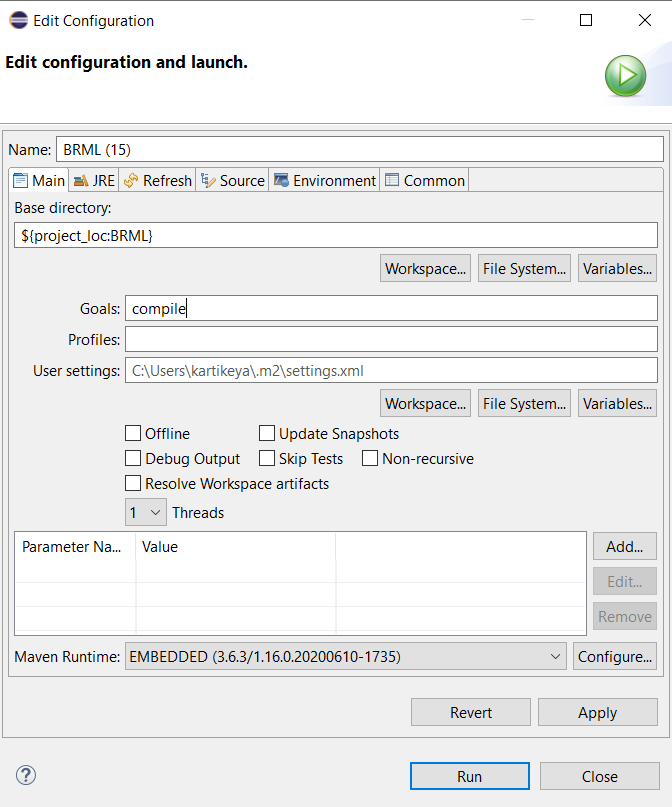 Edit Configuration
Edit configuration and launch.
Name: BRML (15)
Main JRE Refresh Source Environment Common
Base directory:
${project_loc:BRML}
Workspace... File System... Variables...
Goals: compile
Profiles:
User settings: C:\Users\kartikeya\.m2\settings.xml
Workspace... File System... Variables...
Offline Update Snapshots
Debug Output Skip Tests Non-recursive
Resolve Workspace artifacts
1 Threads
Parameter Na... Value Add...
Edit...
Remove
Maven Runtime: EMBEDDED (3.6.3/1.16.0.20200610-1735) Configure...
Revert Apply
? Run Close